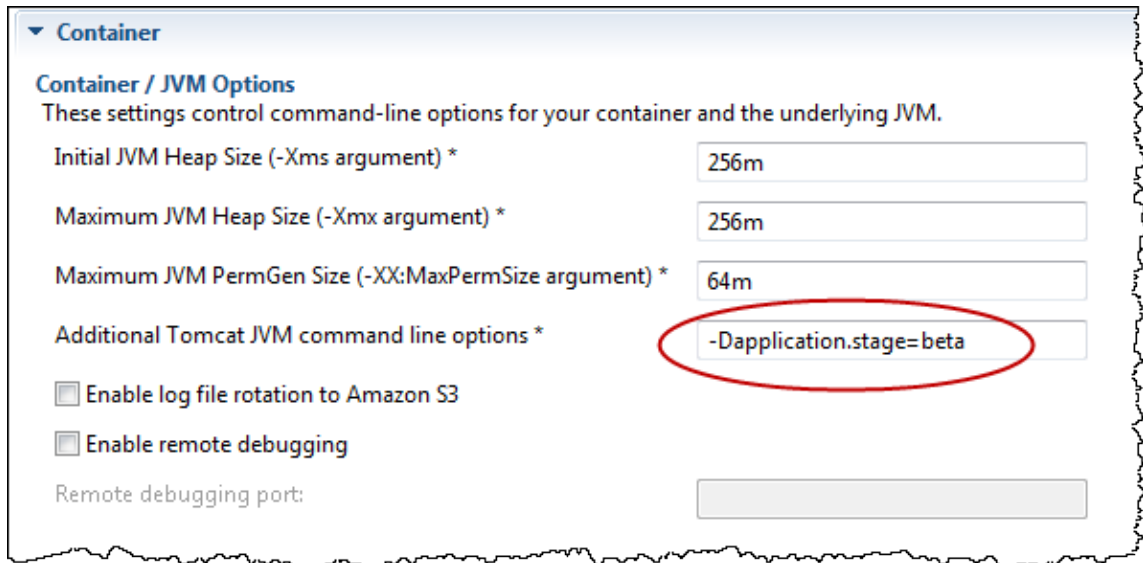 Container
Container / JVM Options
These settings control command-line options for your container and the underlying JVM.
Initial JVM Heap Size (-Xms argument) * 256m
Maximum JVM Heap Size (-Xmx argument) * 256m
Maximum JVM PermGen Size (-XX:MaxPermSize argument) * 64m
Additional Tomcat JVM command line options * -Dapplication.stage=beta
Enable log file rotation to Amazon S3
Enable remote debugging
Remote debugging port: